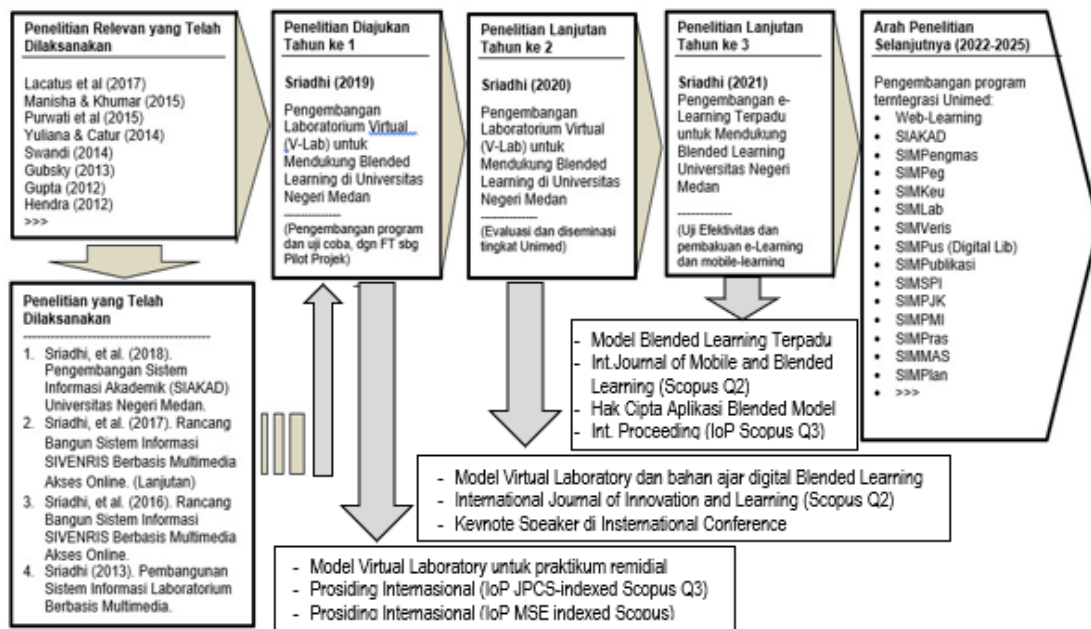 Penelitian Relevan yang Telah
Dilaksanakan
Lacatus et al (2017)
Manisha & Khumar (2015)
Purwati et al (2015)
Yuliana & Catur (2014)
Swandi (2014)
Gubsky (2013)
Gupta (2012)
Hendra (2012)
>>>
Penelitian Diajukan
Tahun ke 1
Sriadhi (2019)
Pengembangan
Laboratorium Virtual
(V-Lab) untuk
Mendukung Blended
Learning di Universitas
Negeri Medan
---------------
(Pengembangan program
dan uji coba, dgn FT sbg
Pilot Projek)
Penelitian Lanjutan
Tahun ke 2
Sriadhi (2020)
Pengembangan
Laboratorium Virtual
(V-Lab) untuk
Mendukung Blended
Learning di Universitas
Negeri Medan
---------------
(Evaluasi dan diseminasi
tingkat Unimed)
Penelitian Lanjutan
Tahun ke 3
Sriadhi (2021)
Pengembangan e-
Learning Terpadu
untuk Mendukung
Blended Learning
Universitas Negeri
Medan
---------------
(Uji Efektivitas dan
pembakuan e-Learning
dan mobile-learning
Arah Penelitian
Selanjutnya (2022-2025)
Pengembangan program
terntegrasi Unimed:
• Web-Learning
• SIAKAD
• SIMPengmas
• SIMPeg
• SIMKeu
• SIMLab
• SIMVeris
• SIMPus (Digital Lib)
• SIMPublikasi
• SIMSPI
• SIMPJK
• SIMPMI
• SIMPras
• SIMMAS
• SIMPlan
• >>>
Penelitian yang Telah
Dilaksanakan
----------------------------------------
1. Sriadhi, et al. (2018).
Pengembangan Sistem
Informasi Akademik (SIAKAD)
Universitas Negeri Medan.
2. Sriadhi, et al. (2017). Rancang
Bangun Sistem Informasi
SIVENRIS Berbasis Multimedia
Akses Online. (Lanjutan)
3. Sriadhi, et al. (2016). Rancang
Bangun Sistem Informasi
SIVENRIS Berbasis Multimedia
Akses Online.
4. Sriadhi (2013). Pembangunan
Sistem Informasi Laboratorium
Berbasis Multimedia.
- Model Blended Learning Terpadu
- Int.Journal of Mobile and Blended
Learning (Scopus Q2)
- Hak Cipta Aplikasi Blended Model
- Int. Proceeding (IoP Scopus Q3)
- Model Virtual Laboratory dan bahan ajar digital Blended Learning
- International Journal of Innovation and Learning (Scopus Q2)
- Keynote Speaker di Insternational Conference
- Model Virtual Laboratory untuk praktikum remidial
- Prosiding Internasional (IoP JPCS-indexed Scopus Q3)
- Prosiding Internasional (IoP MSE indexed Scopus)